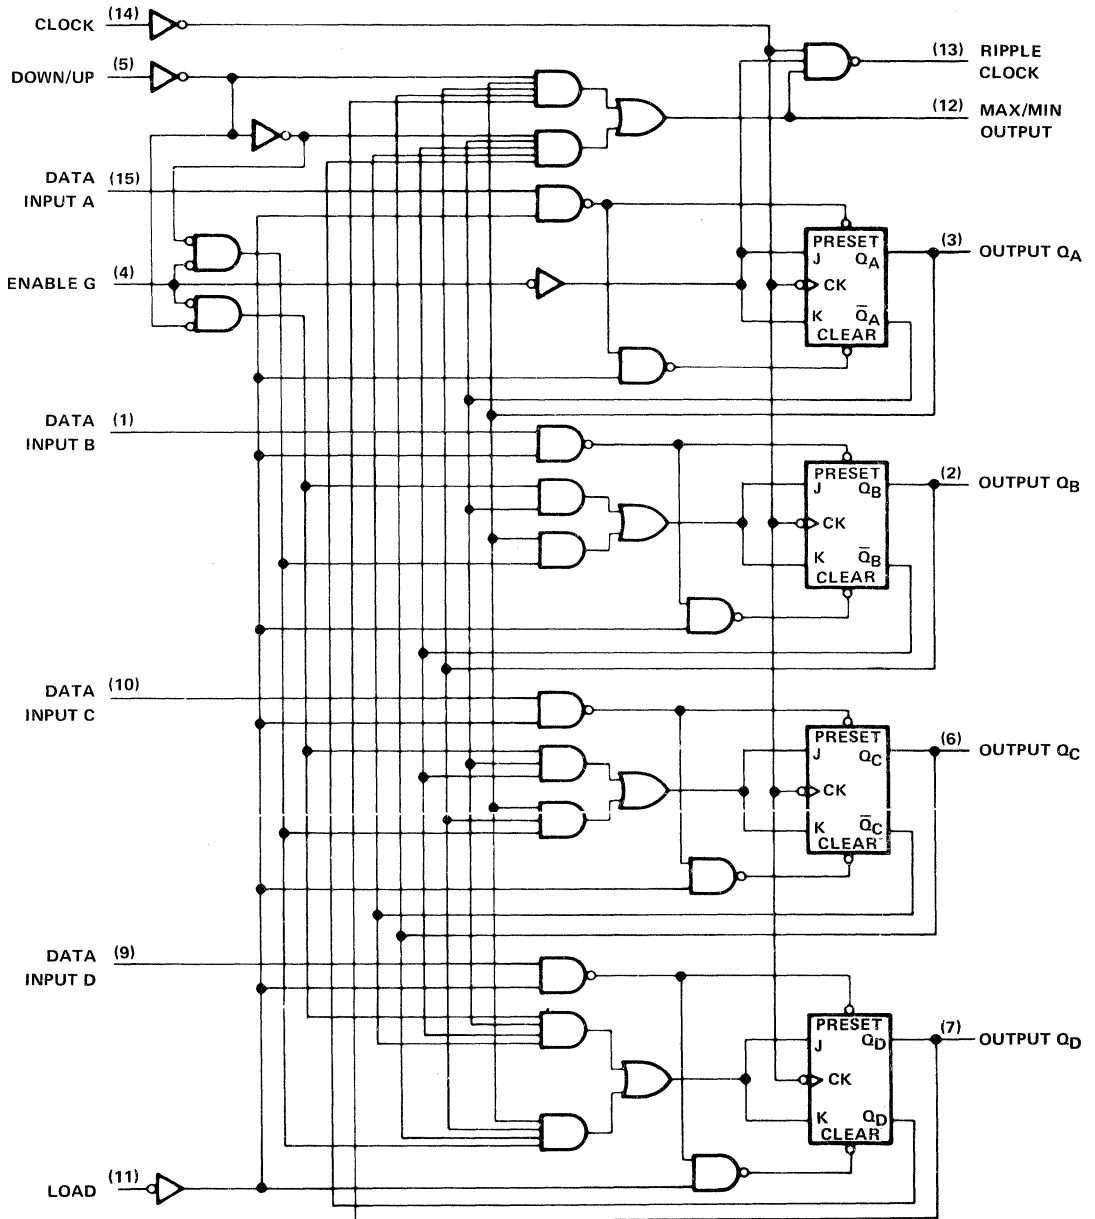 CLOCK (14)
(13) RIPPLE
CLOCK
DOWN/UP (5)
(12) MAX/MIN
OUTPUT
DATA (15)
INPUT A
PRESET
J QA
(3) OUTPUT QA
ENABLE G (4)
CK
K Q̅A
CLEAR
DATA (1)
INPUT B
PRESET
J QB
(2) OUTPUT QB
CK
K Q̅B
CLEAR
DATA (10)
INPUT C
PRESET
J QC
(6) OUTPUT QC
CK
K Q̅C
CLEAR
DATA (9)
INPUT D
PRESET
J QD
(7) OUTPUT QD
CK
K QD
CLEAR
LOAD (11)